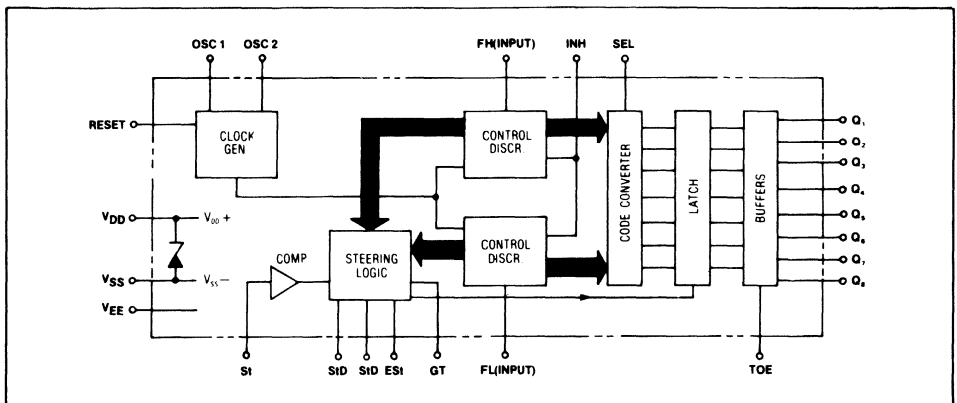 OSC 1 OSC 2 FH(INPUT) INH SEL
RESET
CLOCK
GEN
CONTROL
DISCR.
CODE CONVERTER
LATCH
BUFFERS
Q₁
Q₂
Q₃
Q₄
Q₅
Q₆
Q₇
Q₈
VDD VDD +
VSS VSS −
VEE
COMP
STEERING
LOGIC
CONTROL
DISCR.
St StD StD ESt GT FL(INPUT) TOE